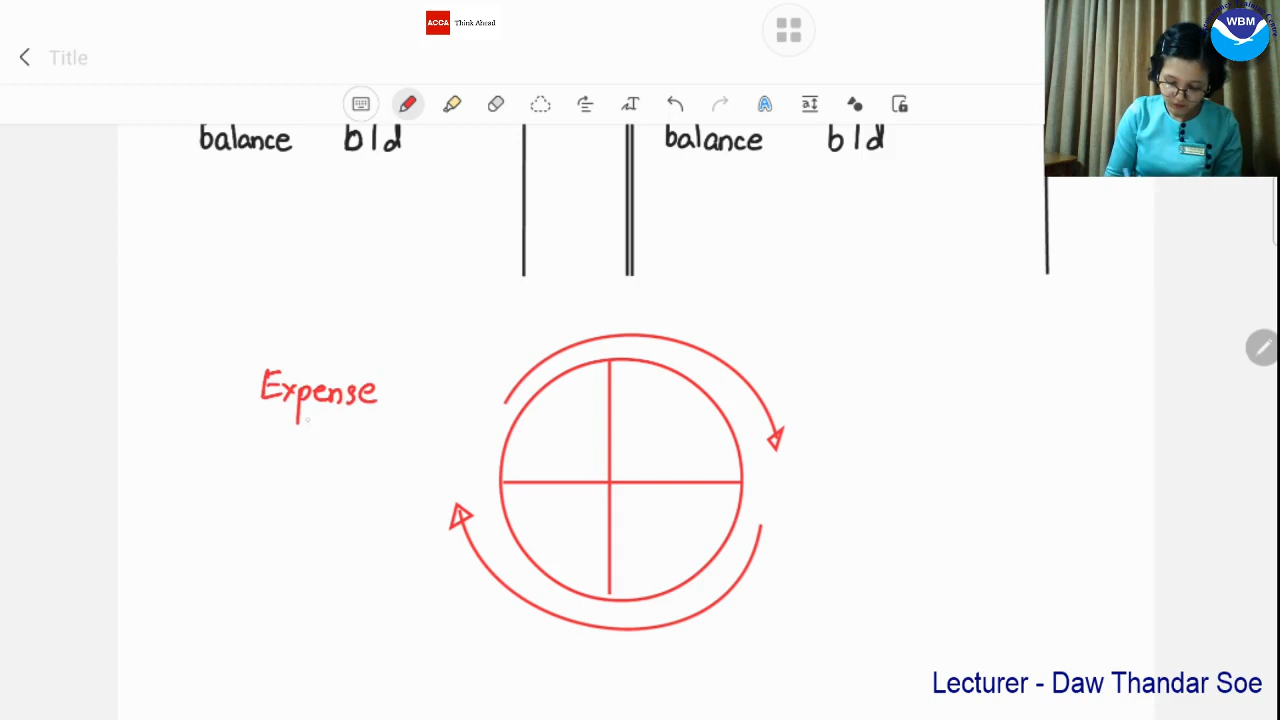 ACCA Think Ahead
WBM
Title
balance b/d balance b/d
Expense
Lecturer - Daw Thandar Soe